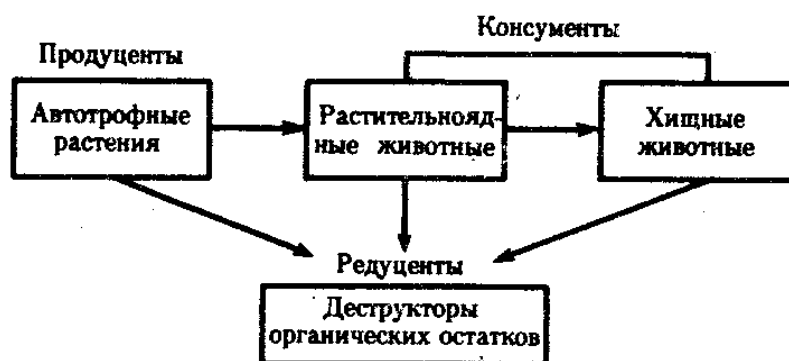 Консументы
Продуценты
Автотрофные
растения
Растительнояд-
ные животные
Хищные
животные
Редуценты
Деструкторы
органических остатков